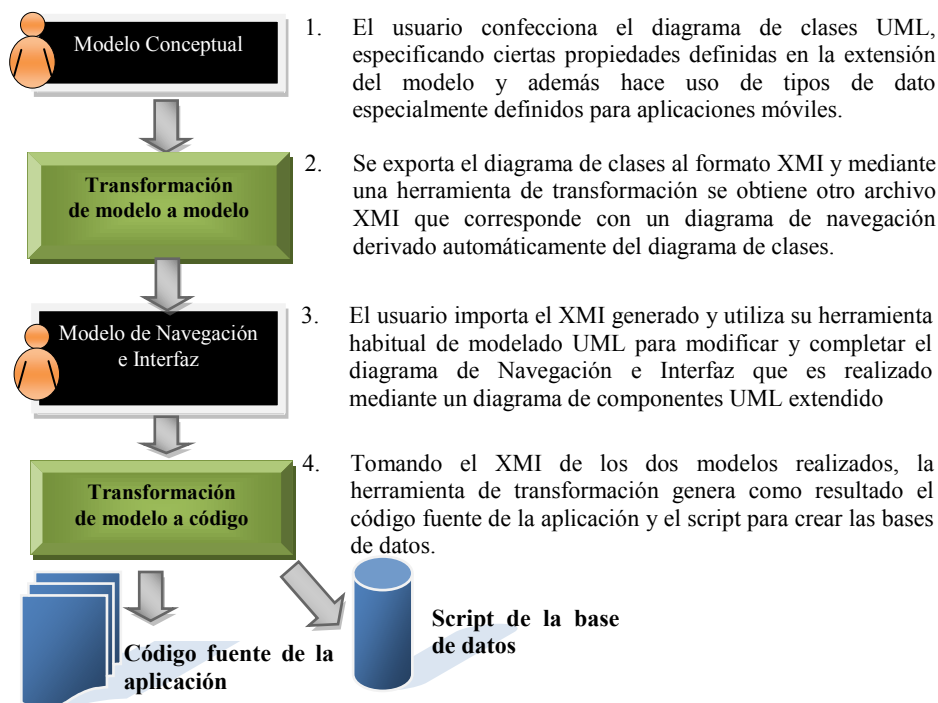 Modelo Conceptual
1. El usuario confecciona el diagrama de clases UML,
especificando ciertas propiedades definidas en la extensión
del modelo y además hace uso de tipos de dato
especialmente definidos para aplicaciones móviles.
Transformación
de modelo a modelo
2. Se exporta el diagrama de clases al formato XMI y mediante
una herramienta de transformación se obtiene otro archivo
XMI que corresponde con un diagrama de navegación
derivado automáticamente del diagrama de clases.
Modelo de Navegación
e Interfaz
3. El usuario importa el XMI generado y utiliza su herramienta
habitual de modelado UML para modificar y completar el
diagrama de Navegación e Interfaz que es realizado
mediante un diagrama de componentes UML extendido
Transformación
de modelo a código
4. Tomando el XMI de los dos modelos realizados, la
herramienta de transformación genera como resultado el
código fuente de la aplicación y el script para crear las bases
de datos.
Código fuente de la
aplicación
Script de la base
de datos